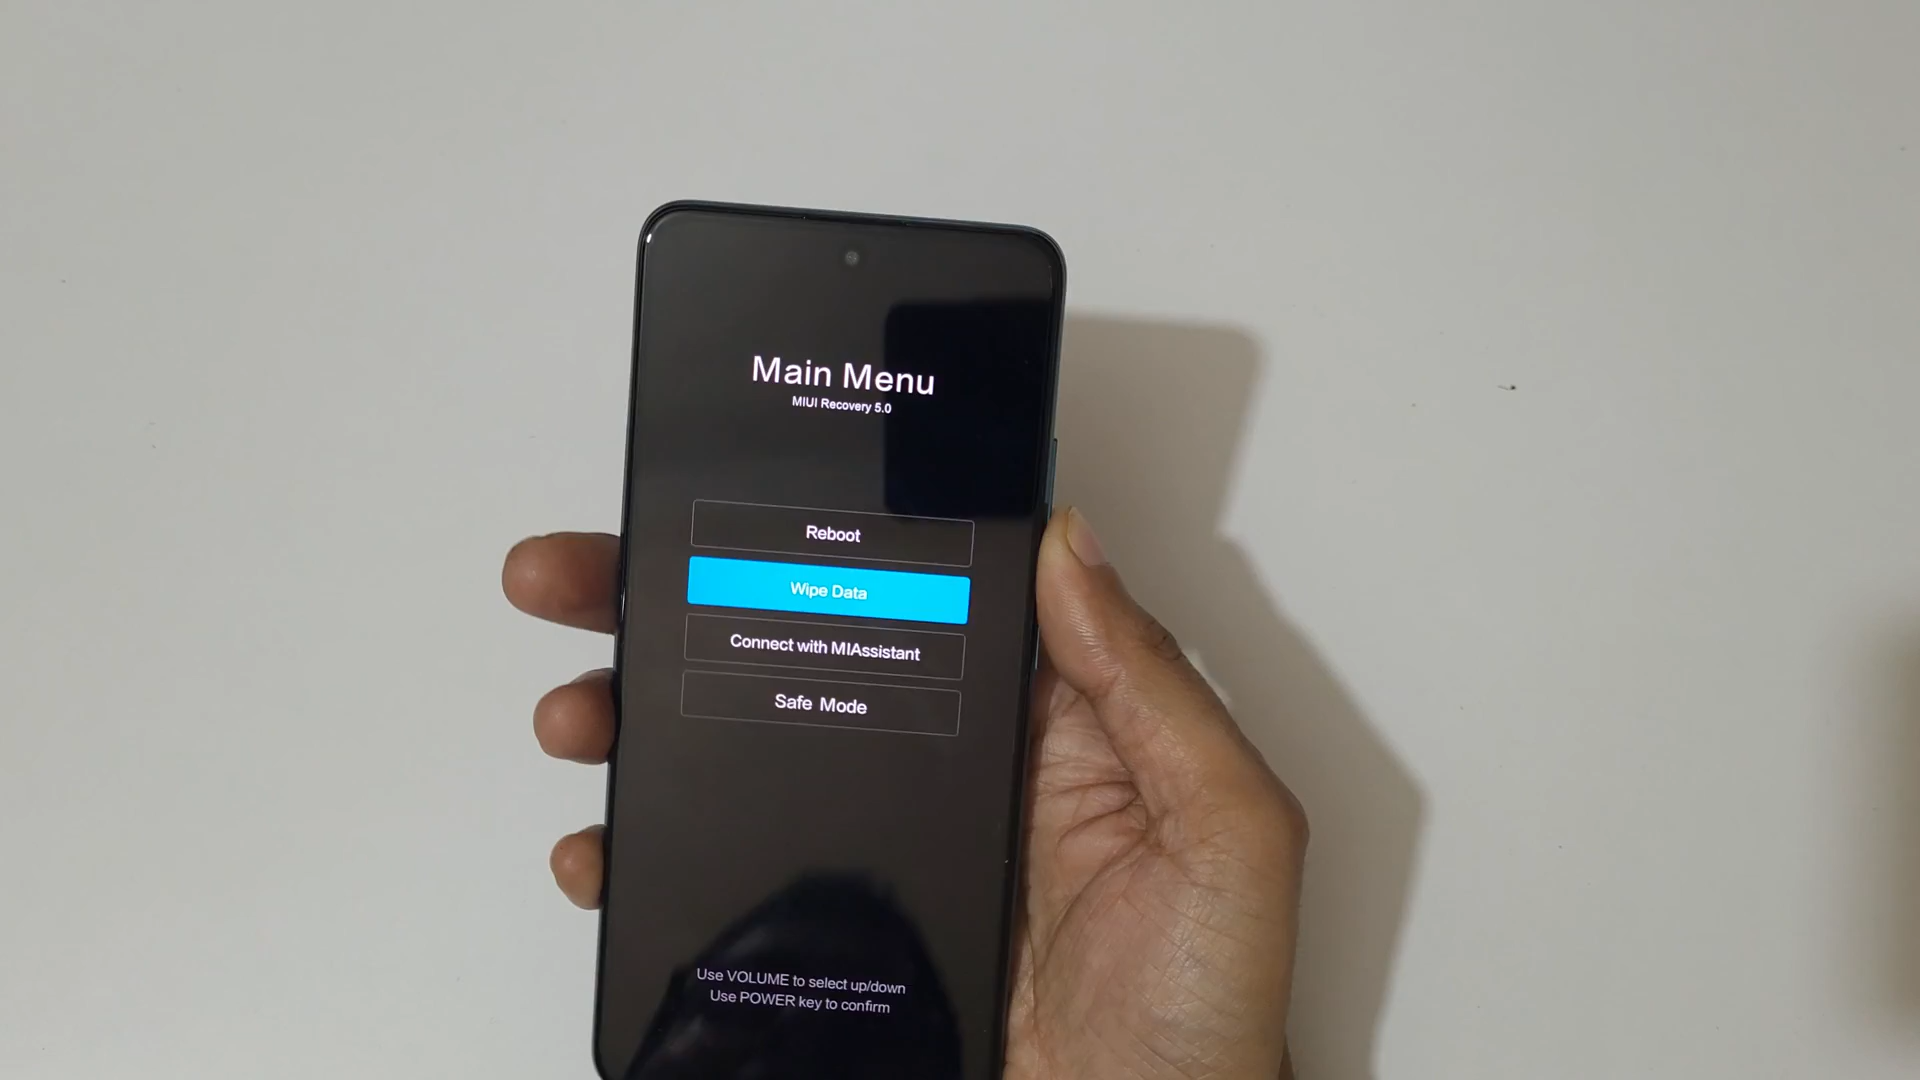 Main Menu
MIUI Recovery 5.0
Reboot
Wipe Data
Connect with MIAssistant
Safe Mode
Use VOLUME to select up/down
Use POWER key to confirm